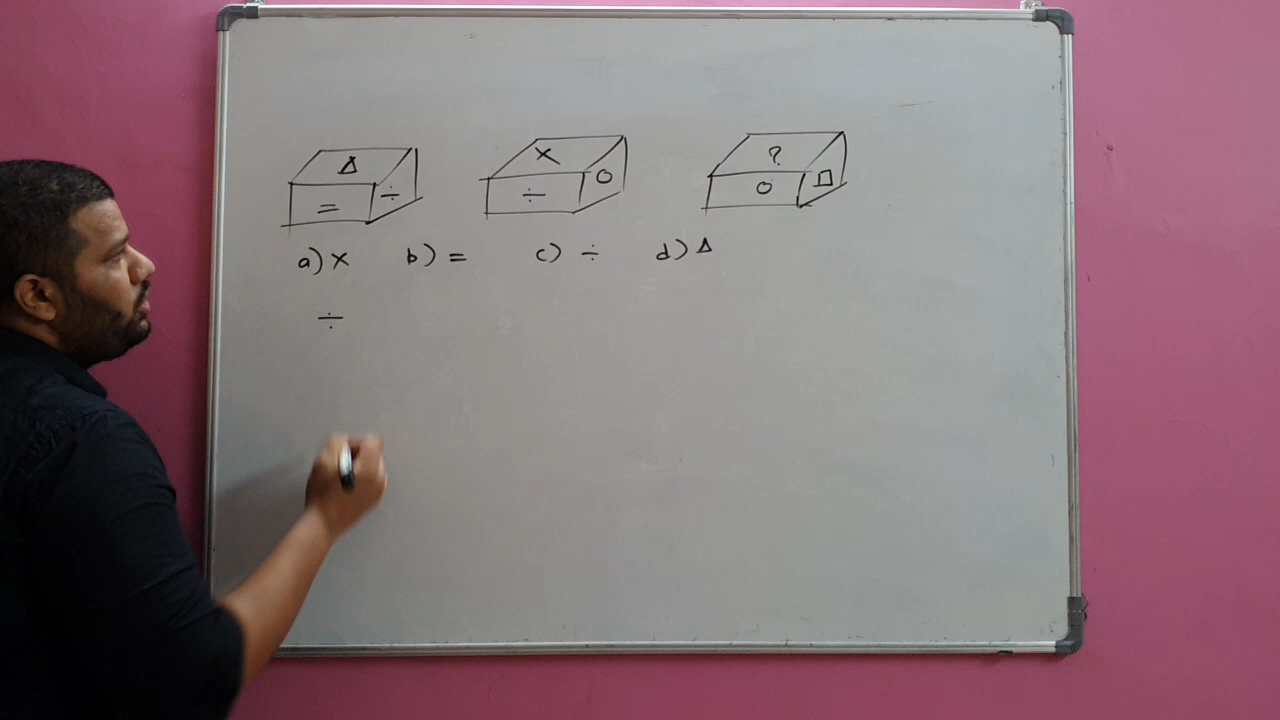 Δ = ÷ × ÷ ○ ? ○ □
a) × b) = c) ÷ d) Δ
÷